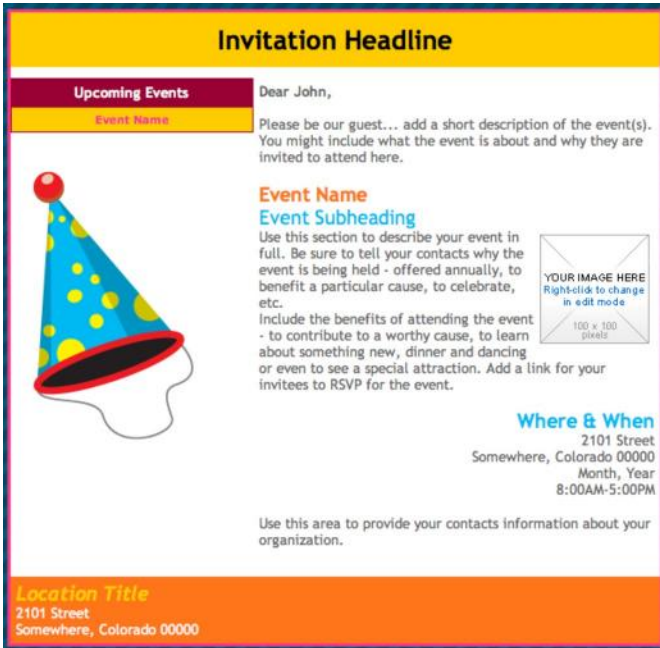 Invitation Headline
Upcoming Events
Event Name
Dear John,
Please be our guest... add a short description of the event(s).
You might include what the event is about and why they are
invited to attend here.
Event Name
Event Subheading
Use this section to describe your event in
full. Be sure to tell your contacts why the
event is being held - offered annually, to
benefit a particular cause, to celebrate,
etc.
Include the benefits of attending the event
- to contribute to a worthy cause, to learn
about something new, dinner and dancing
or even to see a special attraction. Add a link for your
invitees to RSVP for the event.
YOUR IMAGE HERE
Right-click to change
in edit mode
100 x 100
pixels
Where & When
2101 Street
Somewhere, Colorado 00000
Month, Year
8:00AM-5:00PM
Use this area to provide your contacts information about your
organization.
Location Title
2101 Street
Somewhere, Colorado 00000